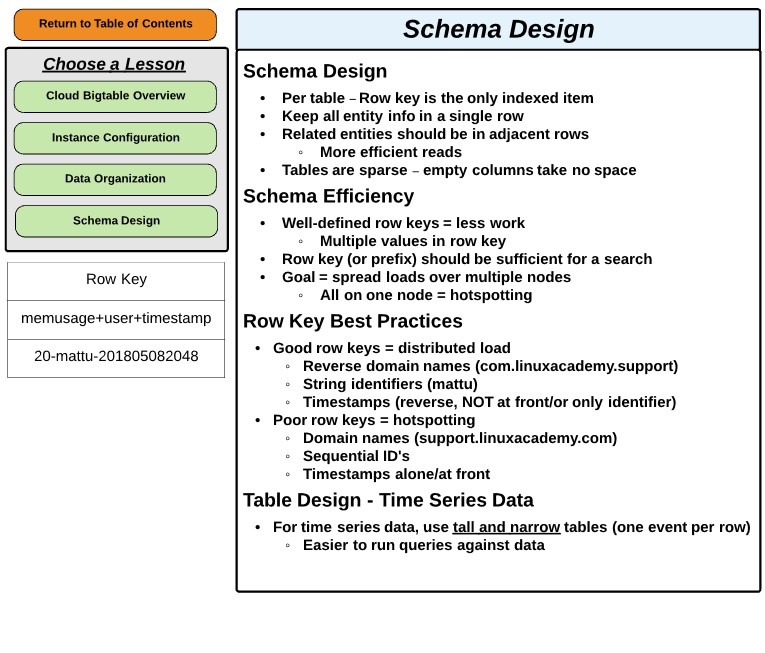 Return to Table of Contents
Choose a Lesson
Cloud Bigtable Overview
Instance Configuration
Data Organization
Schema Design
Row Key
memusage+user+timestamp
20-mattu-201805082048
Schema Design
Schema Design
• Per table – Row key is the only indexed item
• Keep all entity info in a single row
• Related entities should be in adjacent rows
◦ More efficient reads
• Tables are sparse – empty columns take no space
Schema Efficiency
• Well-defined row keys = less work
◦ Multiple values in row key
• Row key (or prefix) should be sufficient for a search
• Goal = spread loads over multiple nodes
◦ All on one node = hotspotting
Row Key Best Practices
• Good row keys = distributed load
◦ Reverse domain names (com.linuxacademy.support)
◦ String identifiers (mattu)
◦ Timestamps (reverse, NOT at front/or only identifier)
• Poor row keys = hotspotting
◦ Domain names (support.linuxacademy.com)
◦ Sequential ID's
◦ Timestamps alone/at front
Table Design - Time Series Data
• For time series data, use tall and narrow tables (one event per row)
◦ Easier to run queries against data